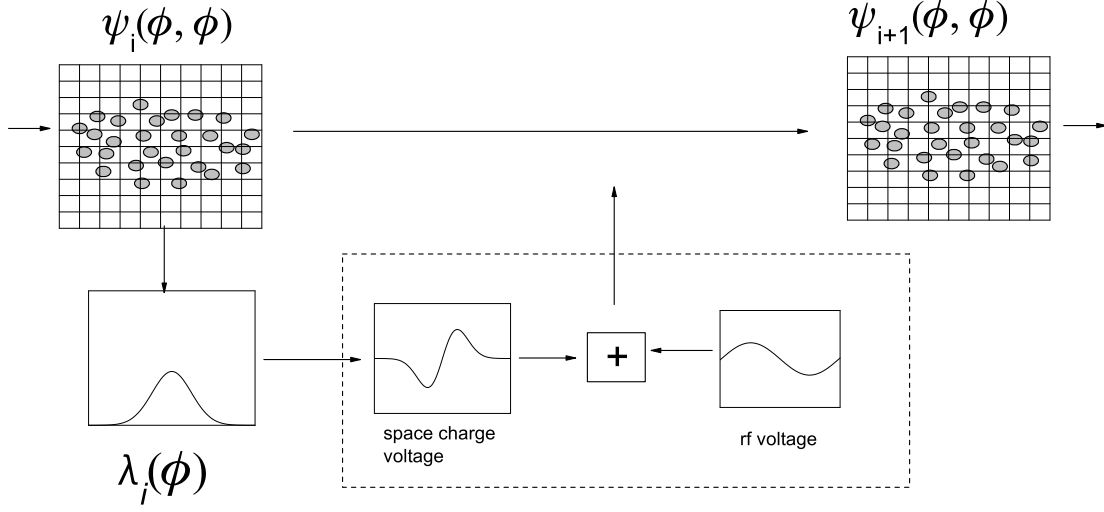 ψi(ϕ, ϕ)
ψi+1(ϕ, ϕ)
+
space charge
voltage
rf voltage
λi(ϕ)